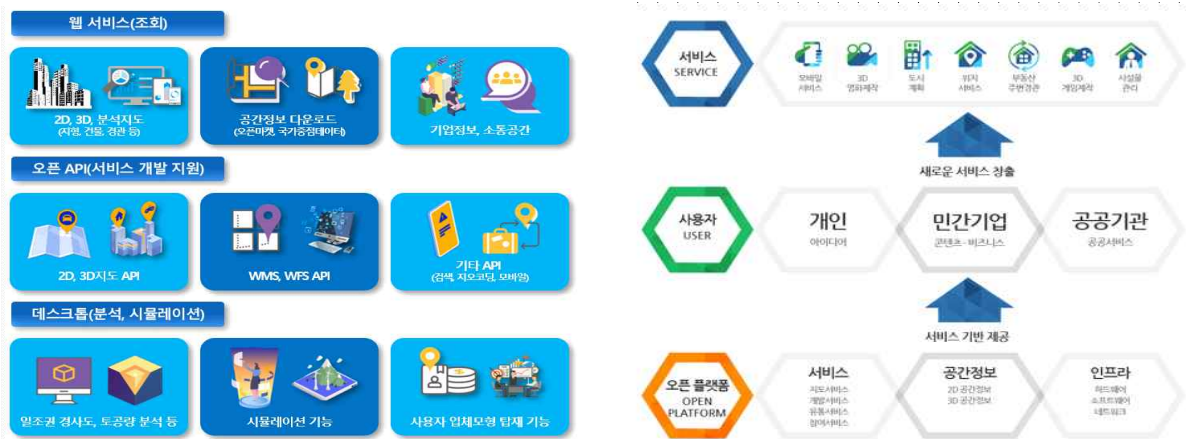 웹 서비스(조회)
2D, 3D, 분석지도
(지형, 건물, 경관 등)
공간정보 다운로드
(오픈마켓, 국가중점데이터)
기업정보, 소통공간
오픈 API(서비스 개발 지원)
2D, 3D지도 API
WMS, WFS API
기타 API
(검색, 지오코딩, 모바일)
데스크톱(분석, 시뮬레이션)
일조권 경사도, 토공량 분석 등
시뮬레이션 기능
사용자 업체모형 탑재 기능
서비스
SERVICE
모바일
서비스
3D
영화제작
도시
계획
위치
서비스
부동산
주변경관
3D
게임제작
시설물
관리
새로운 서비스 창출
사용자
USER
개인
아이디어
민간기업
콘텐츠·비즈니스
공공기관
공공서비스
서비스 기반 제공
오픈 플랫폼
OPEN
PLATFORM
서비스
지도서비스
개발서비스
유통서비스
참여서비스
공간정보
2D 공간정보
3D 공간정보
인프라
하드웨어
소프트웨어
네트워크